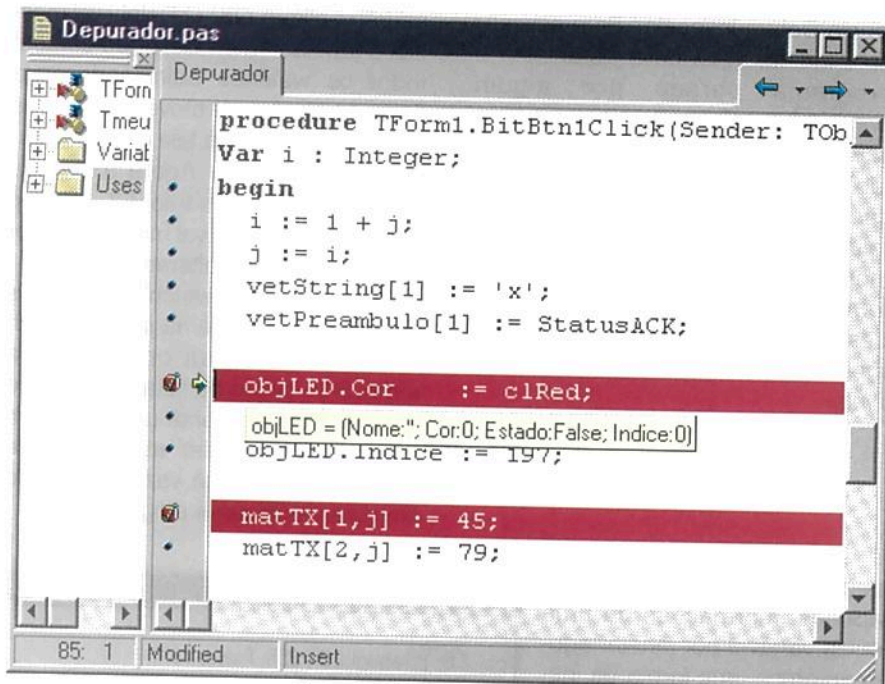 Depurador.pas
TForn
Tmeu
Variat
Uses
Depurador
procedure TForm1.BitBtn1Click(Sender: TOb
Var i : Integer;
begin
i := 1 + j;
j := i;
vetString[1] := 'x';
vetPreambulo[1] := StatusACK;
objLED.Cor := clRed;
objLED = (Nome:''; Cor:0; Estado:False; Indice:0)
objLED.Indice := 197;
matTX[1,j] := 45;
matTX[2,j] := 79;
85: 1 Modified Insert